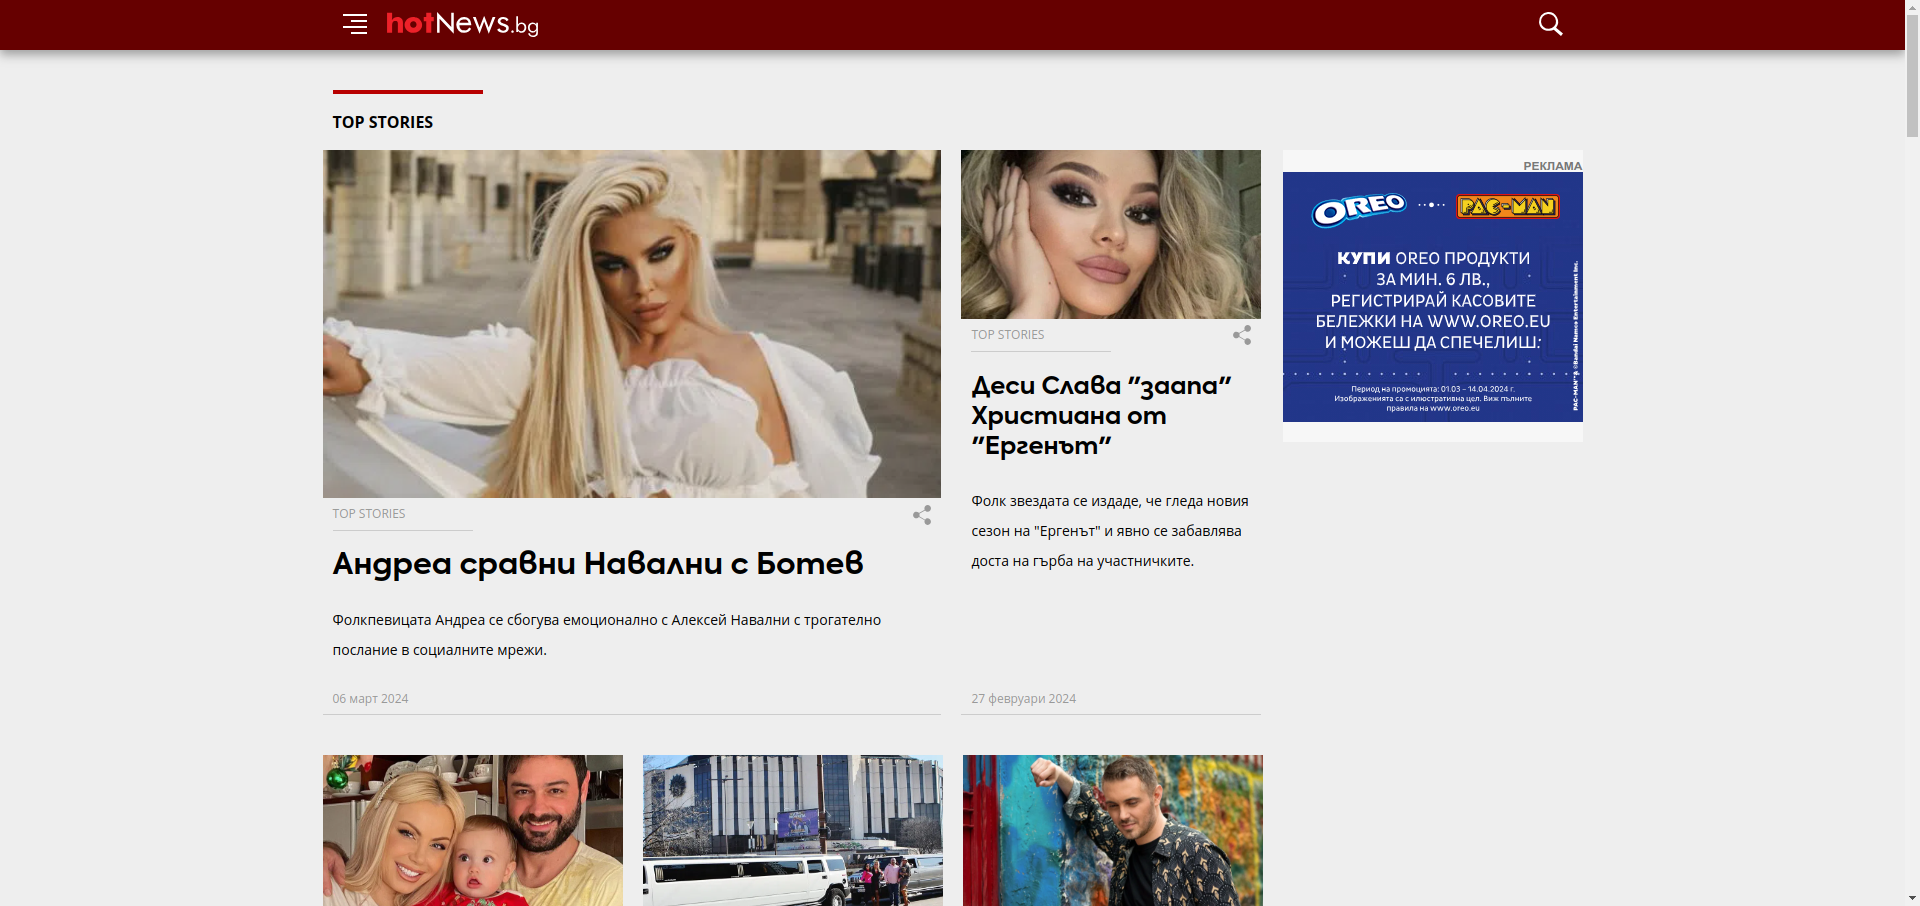 hotNews.bg
TOP STORIES
TOP STORIES
Андреа сравни Навални с Ботев
Фолкпевицата Андреа се сбогува емоционално с Алексей Навални с трогателно
послание в социалните мрежи.
06 март 2024
TOP STORIES
Деси Слава "заапа"
Християна от
"Ергенът"
Фолк звездата се издаде, че гледа новия
сезон на "Ергенът" и явно се забавлява
доста на гърба на участничките.
27 февруари 2024
РЕКЛАМА
OREO PAC-MAN
КУПИ OREO ПРОДУКТИ
ЗА МИН. 6 ЛВ.,
РЕГИСТРИРАЙ КАСОВИТЕ
БЕЛЕЖКИ НА WWW.OREO.EU
И МОЖЕШ ДА СПЕЧЕЛИШ:
Период на промоцията: 01.03 – 14.04.2024 г.
Изображенията са с илюстративна цел. Виж пълните
правила на www.oreo.eu
PAC-MAN™& ©Bandai Namco Entertainment Inc.